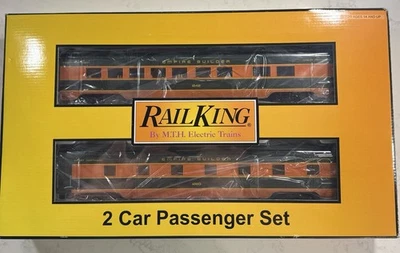 EMPIRE BUILDER
RAILKING
By M.T.H. Electric Trains
EMPIRE BUILDER
2 Car Passenger Set